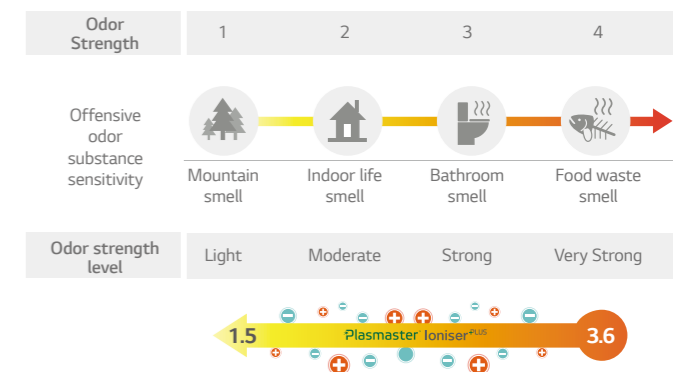 Odor
Strength
1
2
3
4
Offensive
odor
substance
sensitivity
Mountain
smell
Indoor life
smell
Bathroom
smell
Food waste
smell
Odor strength
level
Light
Moderate
Strong
Very Strong
1.5
Plasmaster Ioniser PLUS
3.6